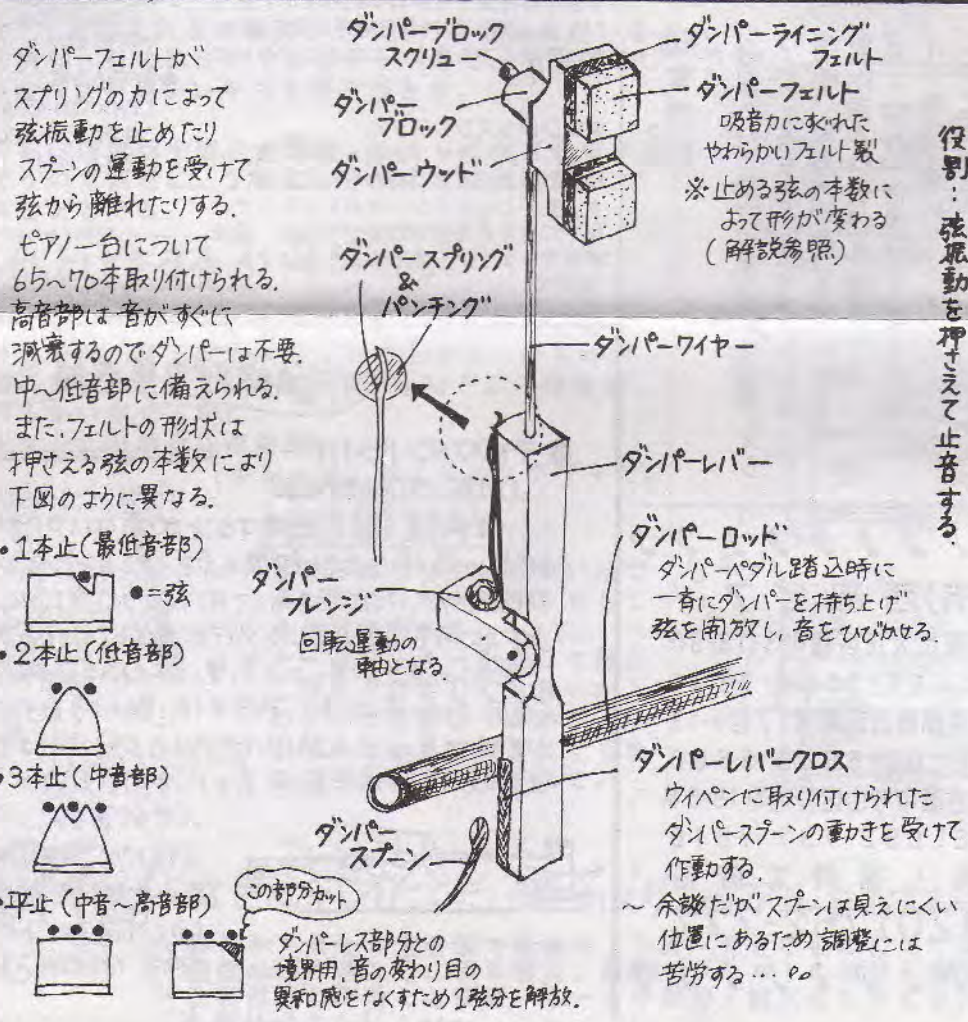 ダンパーフェルトが
スプリングの力によって
弦振動を止めたり
スプーンの運動を受けて
弦から離れたりする.
ピアノ一台について
65〜70本取り付けられる.
高音部は音がすぐに
減衰するのでダンパーは不要.
中〜低音部に備えられる.
また,フェルトの形状は
押さえる弦の本数により
下図のように異なる.
・1本止(最低音部)
●=弦
・2本止(低音部)
・3本止(中音部)
・平止(中音〜高音部)
この部分カット
ダンパーレス部分との
境界用,音の変わり目の
異和感をなくすため1弦分を解放.
ダンパーブロック
スクリュー
ダンパー
ブロック
ダンパーウッド
ダンパースプリング
&
パンチング
ダンパー
フレンジ
回転運動の
軸となる
ダンパー
スプーン
ダンパーライニング
フェルト
ダンパーフェルト
吸音力にすぐれた
やわらかいフェルト製
※止める弦の本数に
よって形が変わる
(解説参照)
ダンパーワイヤー
ダンパーレバー
ダンパーロッド
ダンパーペダル踏込時に
一斉にダンパーを持ち上げ
弦を開放し,音をひびかせる.
ダンパーレバークロス
ウイペンに取り付けられた
ダンパースプーンの動きを受けて
作動する.
〜余談だがスプーンは見えにくい
位置にあるため調整には
苦労する…。。
役割:弦振動を押さえて止音する.